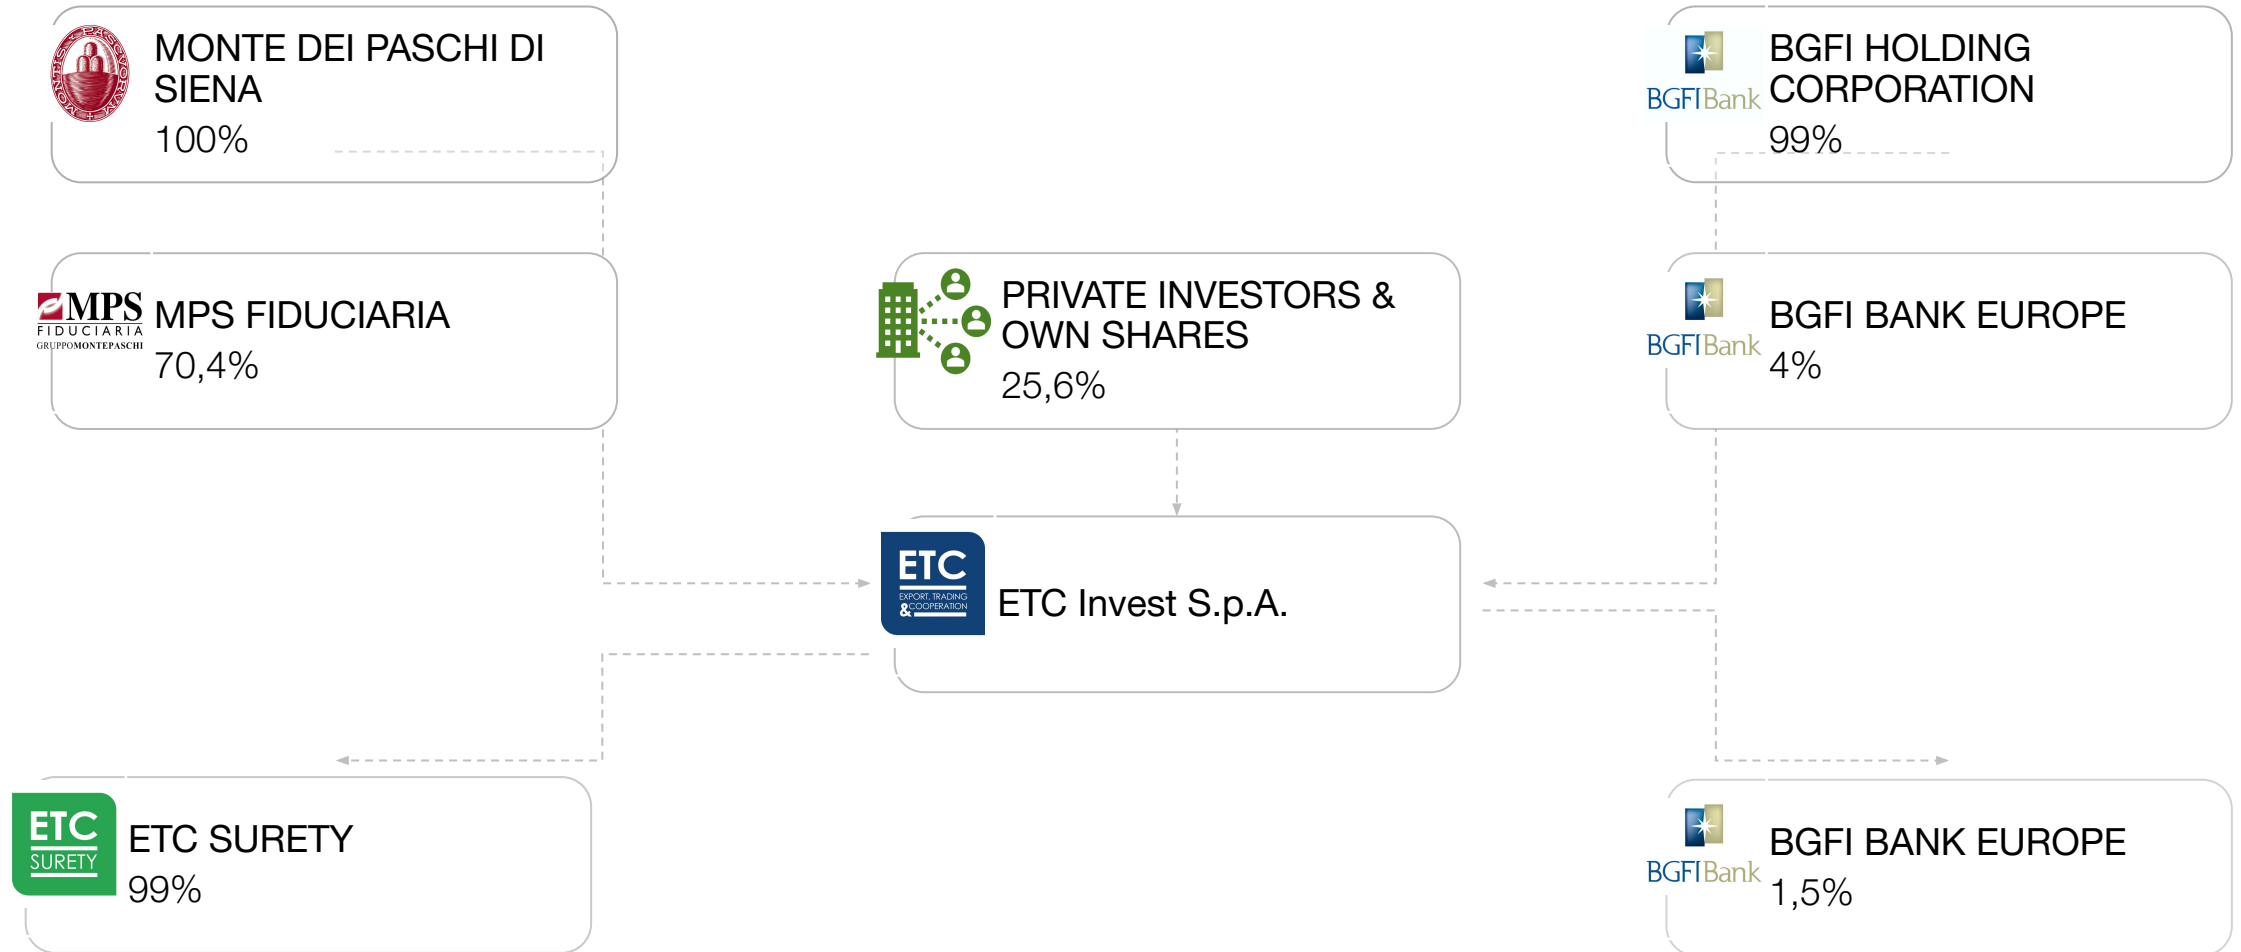 MONTIS PASCVORVM
MONTE DEI PASCHI DI
SIENA
100%
BGFIBank
BGFI HOLDING
CORPORATION
99%
MPS
FIDUCIARIA
GRUPPOMONTEPASCHI
MPS FIDUCIARIA
70,4%
PRIVATE INVESTORS &
OWN SHARES
25,6%
BGFIBank
BGFI BANK EUROPE
4%
ETC
EXPORT, TRADING
&COOPERATION
ETC Invest S.p.A.
ETC
SURETY
ETC SURETY
99%
BGFIBank
BGFI BANK EUROPE
1,5%